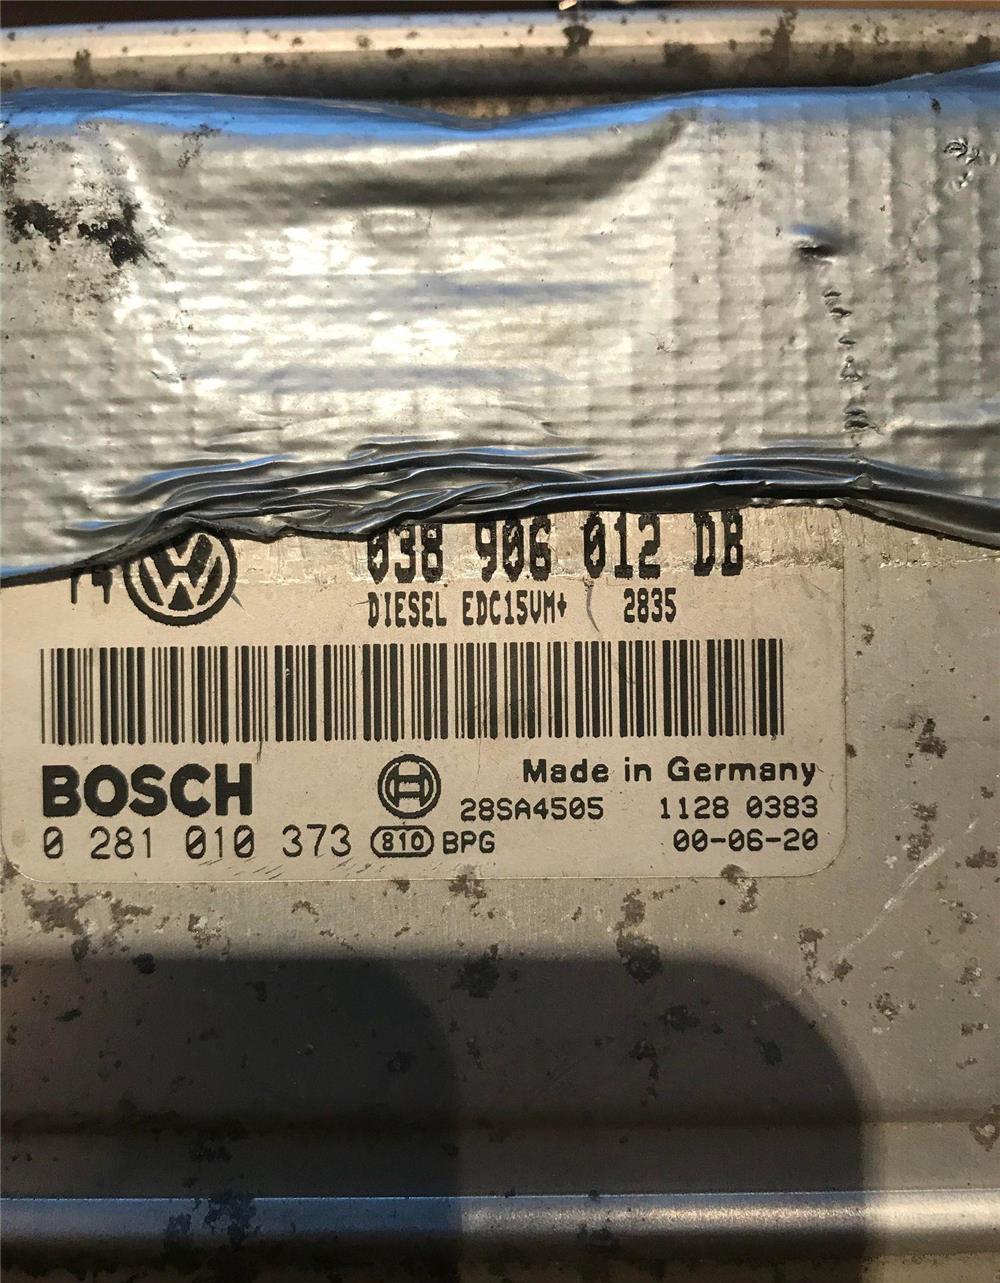 038 906 012 DB
DIESEL EDC15VM+ 2835
BOSCH
Made in Germany
28SA4505 1128 0383
0 281 010 373 810 BPG 00-06-20